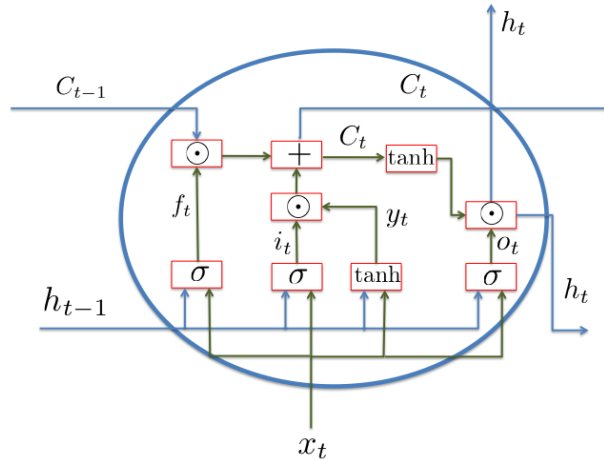 h_t
C_{t-1}
C_t
⊙ + C_t tanh
f_t ⊙ y_t ⊙
i_t o_t
σ σ tanh σ
h_{t-1} h_t
x_t